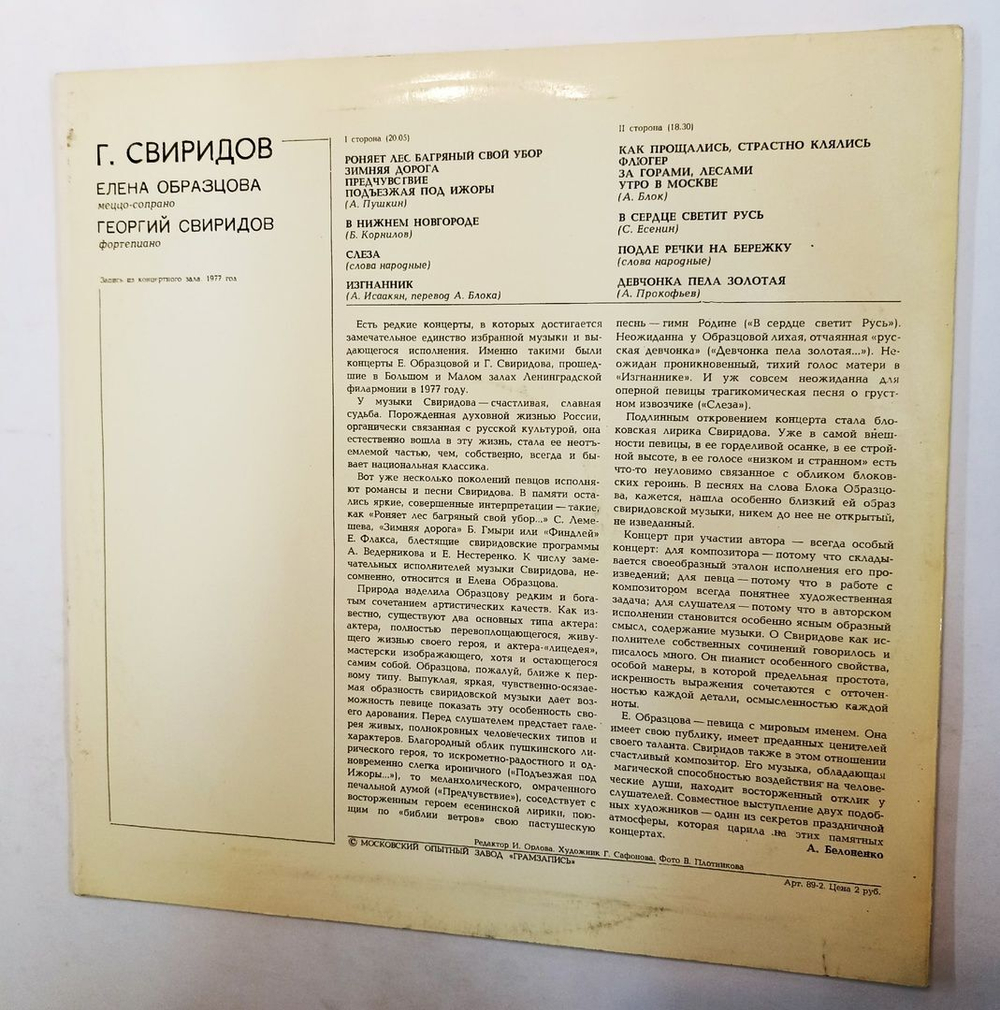 Г. СВИРИДОВ
ЕЛЕНА ОБРАЗЦОВА
меццо-сопрано
ГЕОРГИЙ СВИРИДОВ
фортепиано
Запись из концертного зала. 1977 год
I сторона (20.05)
РОНЯЕТ ЛЕС БАГРЯНЫЙ СВОЙ УБОР
ЗИМНЯЯ ДОРОГА
ПРЕДЧУВСТВИЕ
ПОДЪЕЗЖАЯ ПОД ИЖОРЫ
(А. Пушкин)
В НИЖНЕМ НОВГОРОДЕ
(Б. Корнилов)
СЛЕЗА
(слова народные)
ИЗГНАННИК
(А. Исаакян, перевод А. Блока)
II сторона (18.30)
КАК ПРОЩАЛИСЬ, СТРАСТНО КЛЯЛИСЬ
ФЛЮГЕР
ЗА ГОРАМИ, ЛЕСАМИ
УТРО В МОСКВЕ
(А. Блок)
В СЕРДЦЕ СВЕТИТ РУСЬ
(С. Есенин)
ПОДЛЕ РЕЧКИ НА БЕРЕЖКУ
(слова народные)
ДЕВЧОНКА ПЕЛА ЗОЛОТАЯ
(А. Прокофьев)
Есть редкие концерты, в которых достигается
замечательное единство избранной музыки и вы-
дающегося исполнения. Именно такими были
концерты Е. Образцовой и Г. Свиридова, прошед-
шие в Большом и Малом залах Ленинградской
филармонии в 1977 году.
У музыки Свиридова — счастливая, славная
судьба. Порожденная духовной жизнью России,
органически связанная с русской культурой, она
естественно вошла в эту жизнь, стала ее неотъ-
емлемой частью, чем, собственно, всегда и бы-
вает национальная классика.
Вот уже несколько поколений певцов исполня-
ют романсы и песни Свиридова. В памяти оста-
лись яркие, совершенные интерпретации — такие,
как «Роняет лес багряный свой убор...» С. Леме-
шева, «Зимняя дорога» Б. Гмыри или «Финдлей»
Е. Флакса, блестящие свиридовские программы
А. Ведерникова и Е. Нестеренко. К числу заме-
чательных исполнителей музыки Свиридова, не-
сомненно, относится и Елена Образцова.
Природа наделила Образцову редким и бога-
тым сочетанием артистических качеств. Как из-
вестно, существуют два основных типа актера:
актера, полностью перевоплощающегося, живу-
щего жизнью своего героя, и актера-«лицедея»,
мастерски изображающего, хотя и остающегося
самим собой. Образцова, пожалуй, ближе к пер-
вому типу. Выпуклая, яркая, чувственно-осязае-
мая образность свиридовской музыки дает воз-
можность певице показать эту особенность сво-
его дарования. Перед слушателем предстает гале-
рея живых, полнокровных человеческих типов и
характеров. Благородный облик пушкинского ли-
рического героя, то искрометно-радостного и од-
новременно слегка ироничного («Подъезжая под
Ижоры...»), то меланхолического, омраченного
печальной думой («Предчувствие»), соседствует с
восторженным героем есенинской лирики, пою-
щим по «библии ветров» свою пастушескую
песнь — гимн Родине («В сердце светит Русь»).
Неожиданна у Образцовой лихая, отчаянная «рус-
ская девчонка» («Девчонка пела золотая...»). Не-
ожидан проникновенный, тихий голос матери в
«Изгнаннике». И уж совсем неожиданна для
оперной певицы трагикомическая песня о груст-
ном извозчике («Слеза»).
Подлинным откровением концерта стала бло-
ковская лирика Свиридова. Уже в самой внеш-
ности певицы, в ее горделивой осанке, в ее строй-
ной высоте, в ее голосе «низком и странном» есть
что-то неуловимо связанное с обликом блоков-
ских героинь. В песнях на слова Блока Образцо-
ва, кажется, нашла особенно близкий ей образ
свиридовской музыки, никем до нее не открытый,
не изведанный.
Концерт при участии автора — всегда особый
концерт: для композитора — потому что склады-
вается своеобразный эталон исполнения его про-
изведений; для певца — потому что в работе с
композитором всегда понятнее художественная
задача; для слушателя — потому что в авторском
исполнении становится особенно ясным образный
смысл, содержание музыки. О Свиридове как ис-
полнителе собственных сочинений говорилось и
писалось много. Он пианист особенного свойства,
особой манеры, в которой предельная простота,
искренность выражения сочетаются с отточен-
ностью каждой детали, осмысленностью каждой
ноты.
Е. Образцова — певица с мировым именем. Она
имеет свою публику, имеет преданных ценителей
своего таланта. Свиридов также в этом отношении
счастливый композитор. Его музыка, обладающая
магической способностью воздействия на челове-
ческие души, находит восторженный отклик у
слушателей. Совместное выступление двух подоб-
ных художников — один из секретов праздничной
атмосферы, которая царила на этих памятных
концертах.
А. Белоненко
Редактор И. Орлова. Художник Г. Сафонова. Фото В. Плотникова
© МОСКОВСКИЙ ОПЫТНЫЙ ЗАВОД «ГРАМЗАПИСЬ»
Арт. 89-2. Цена 2 руб.